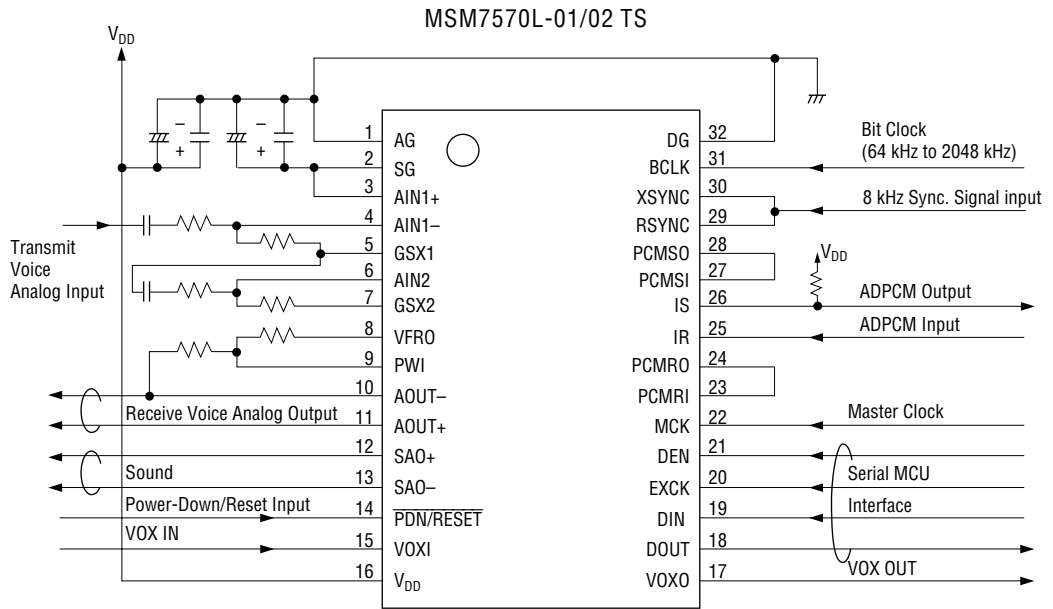 MSM7570L-01/02 TS
VDD
– + – +
1 AG
2 SG
3 AIN1+
4 AIN1–
5 GSX1
6 AIN2
7 GSX2
8 VFRO
9 PWI
10 AOUT–
11 AOUT+
12 SAO+
13 SAO–
14 PDN/RESET
15 VOXI
16 VDD
Transmit
Voice
Analog Input
Receive Voice Analog Output
Sound
Power-Down/Reset Input
VOX IN
DG 32
BCLK 31
XSYNC 30
RSYNC 29
PCMSO 28
PCMSI 27
IS 26
IR 25
PCMRO 24
PCMRI 23
MCK 22
DEN 21
EXCK 20
DIN 19
DOUT 18
VOXO 17
Bit Clock
(64 kHz to 2048 kHz)
8 kHz Sync. Signal input
VDD
ADPCM Output
ADPCM Input
Master Clock
Serial MCU
Interface
VOX OUT